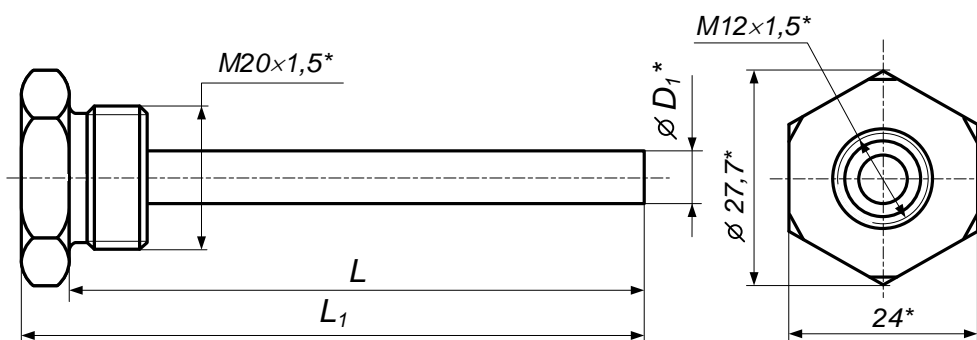 M20×1,5*
M12×1,5*
⌀ D₁*
⌀ 27,7*
L
L₁
24*